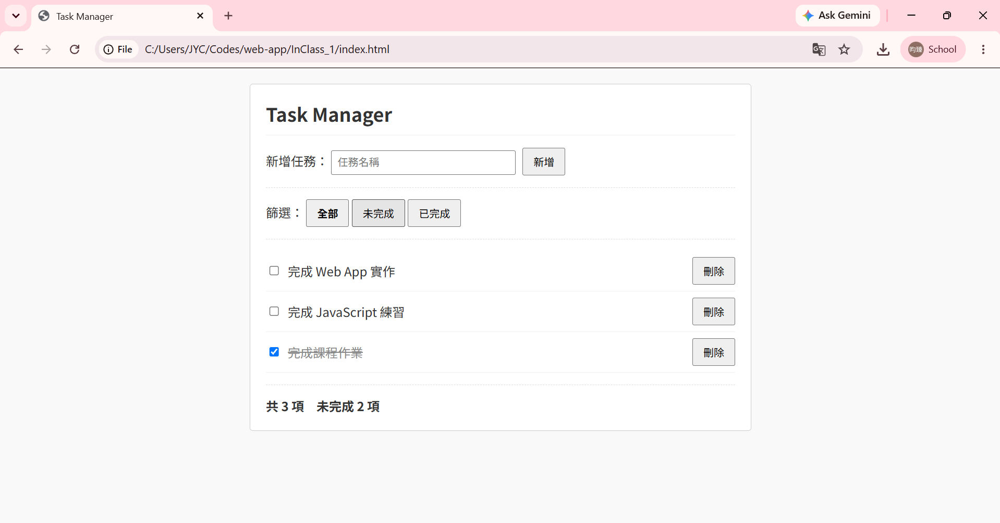 Task Manager
Ask Gemini
File
C:/Users/JYC/Codes/web-app/InClass_1/index.html
昀臻 School
Task Manager
新增任務： 任務名稱 新增
篩選： 全部 未完成 已完成
完成 Web App 實作 刪除
完成 JavaScript 練習 刪除
完成課程作業 刪除
共 3 項 未完成 2 項